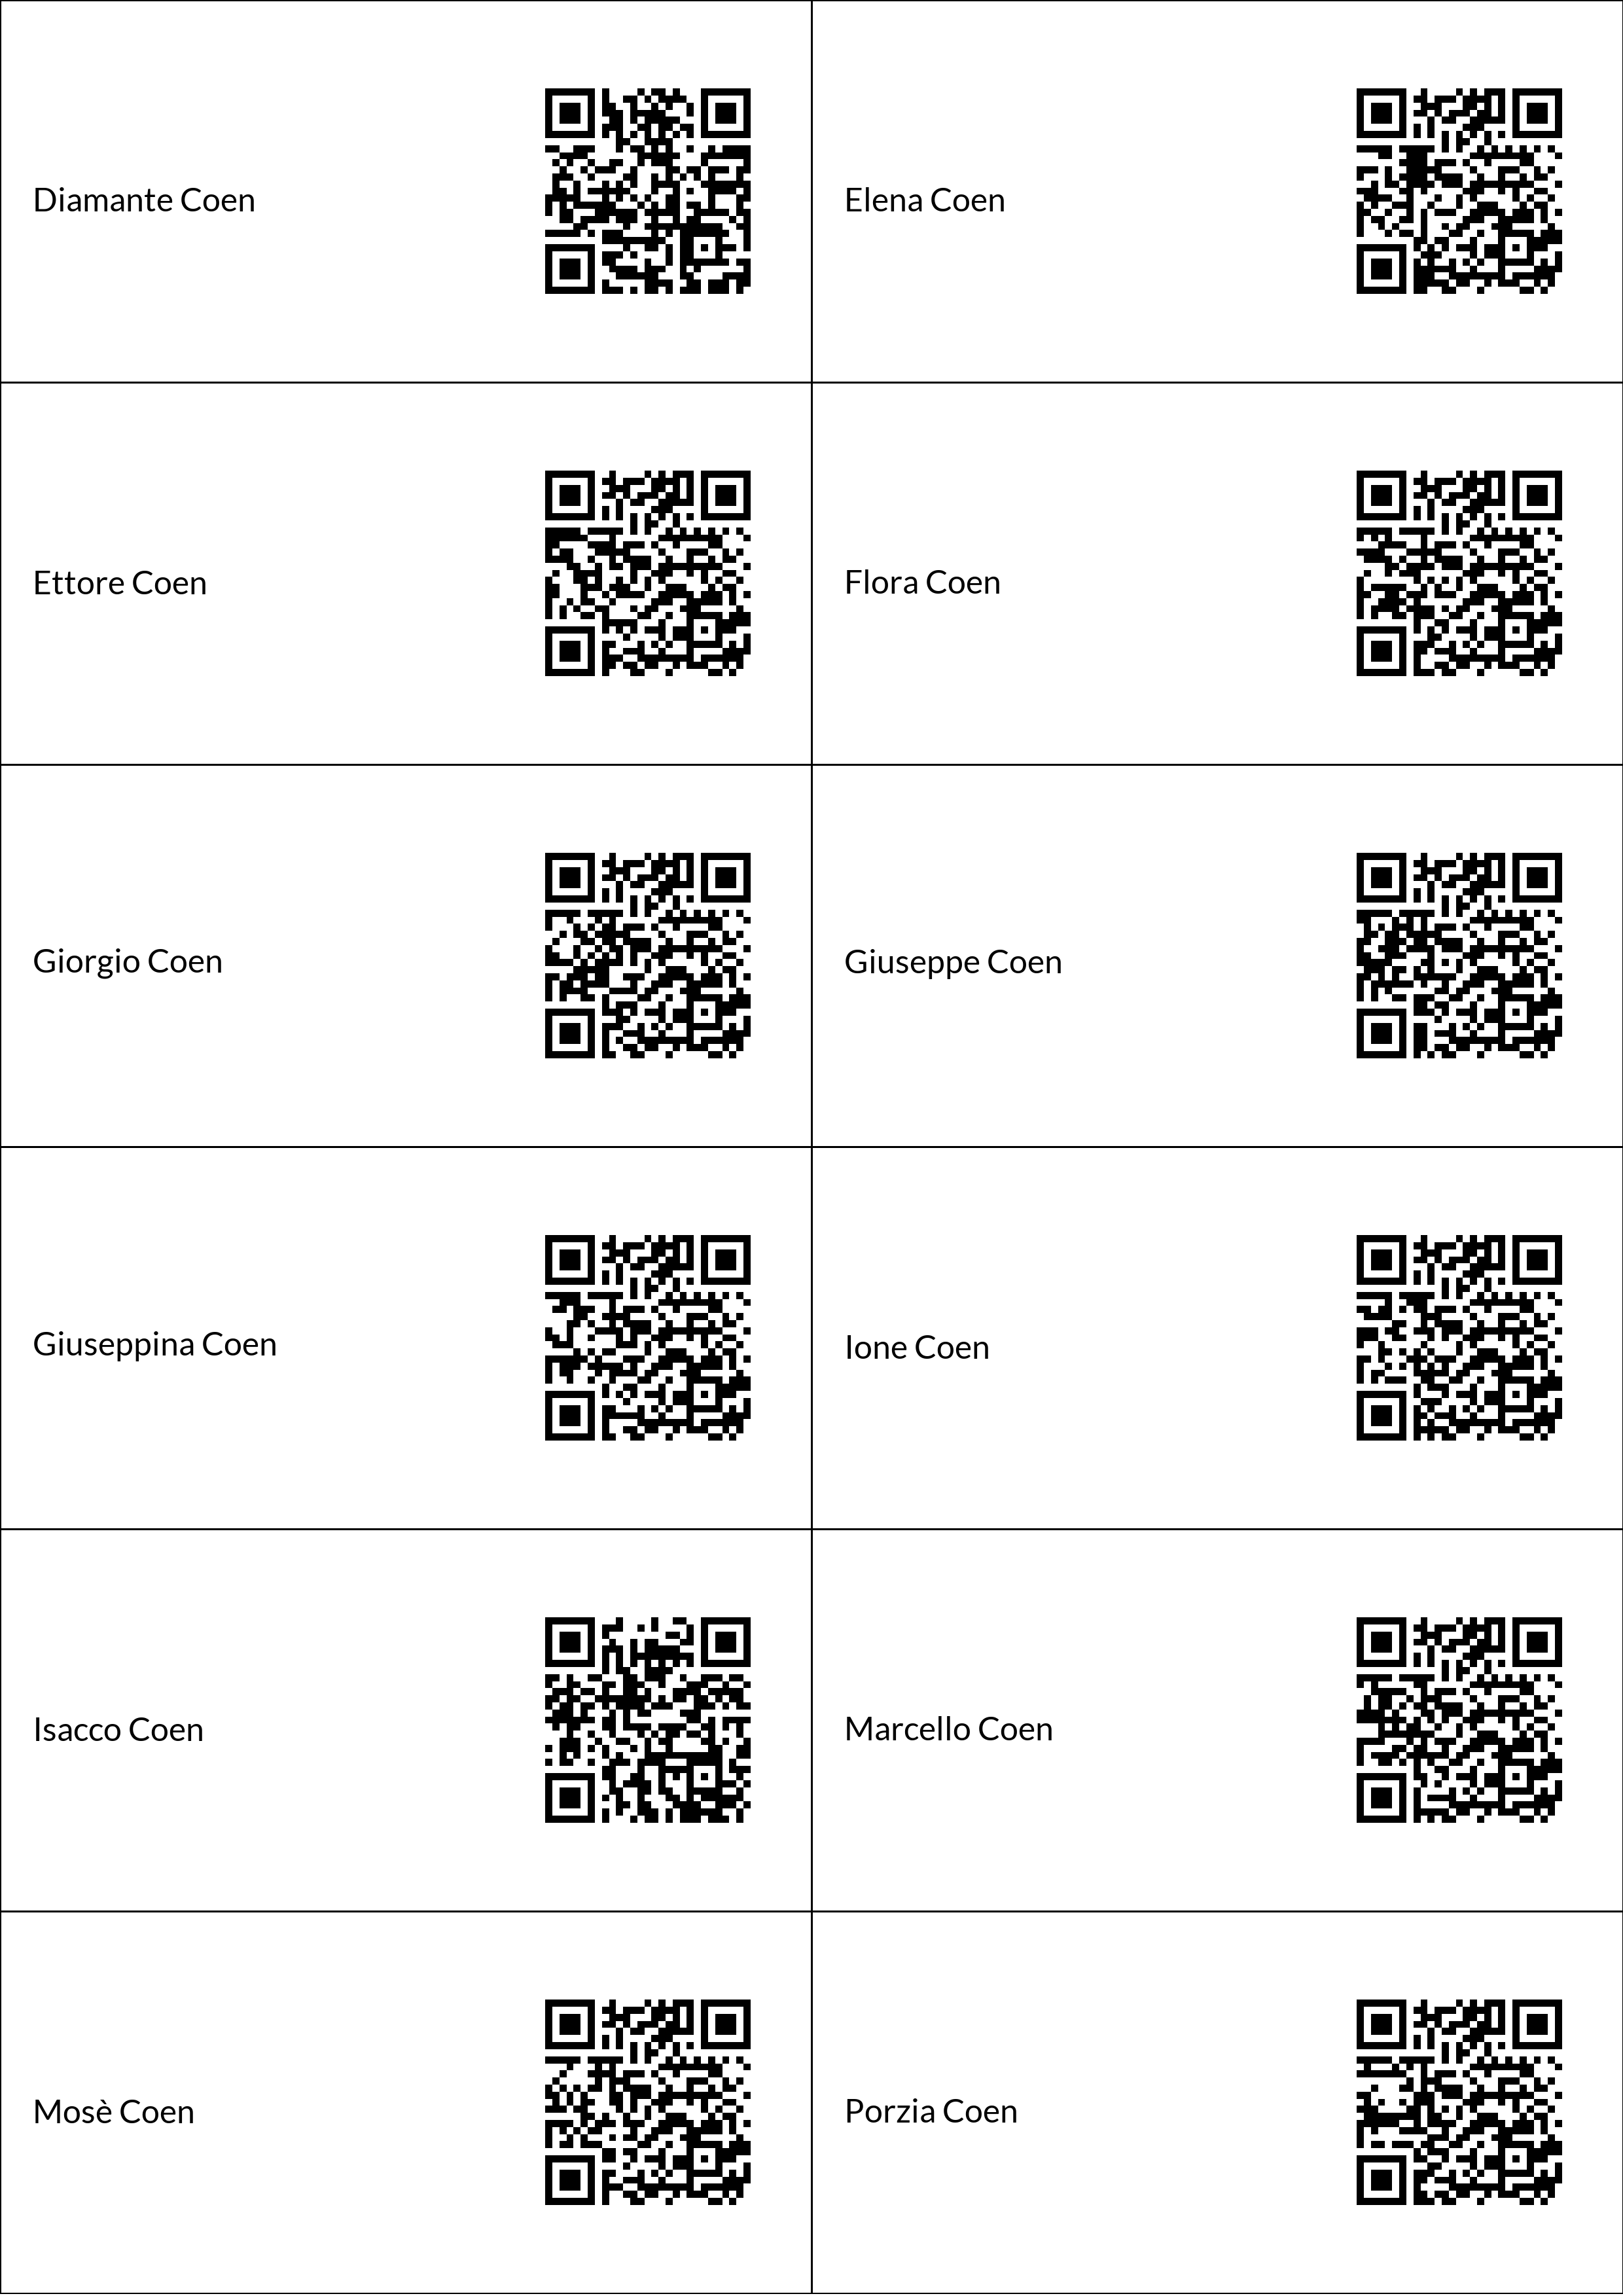 Diamante Coen
Elena Coen
Ettore Coen
Flora Coen
Giorgio Coen
Giuseppe Coen
Giuseppina Coen
Ione Coen
Isacco Coen
Marcello Coen
Mosè Coen
Porzia Coen